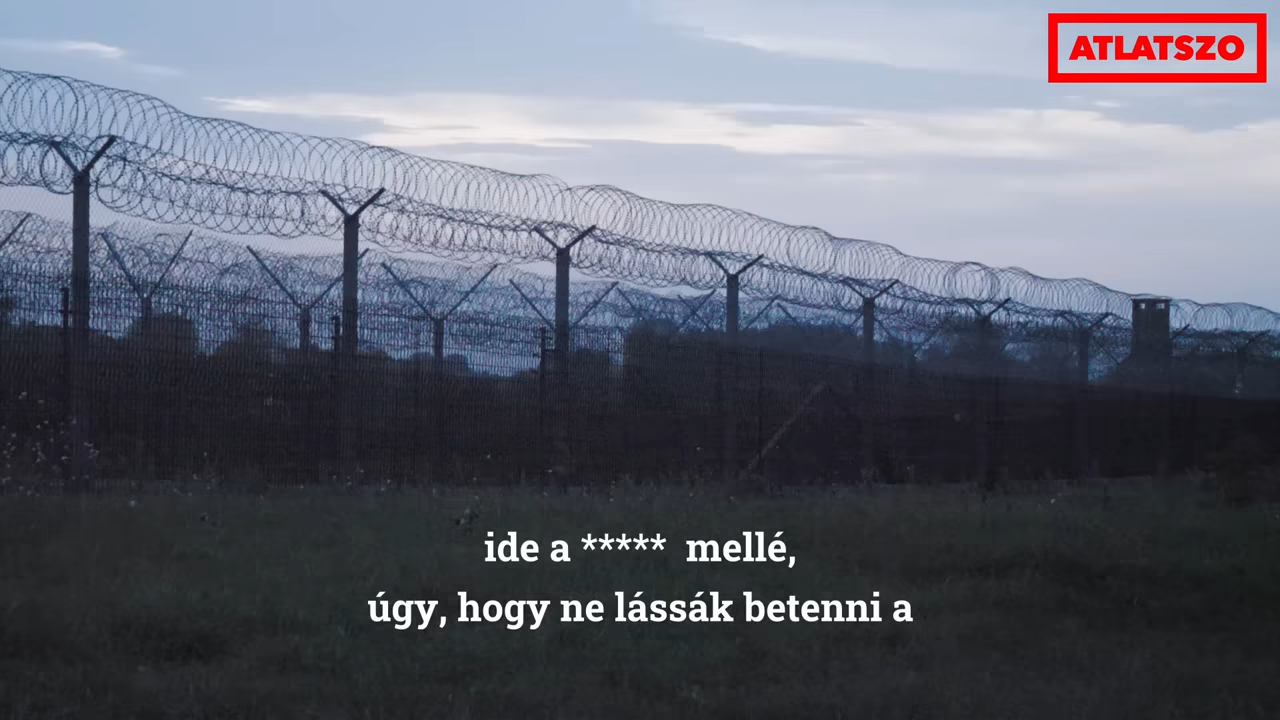 ATLATSZO
ide a ***** mellé,
úgy, hogy ne lássák betenni a